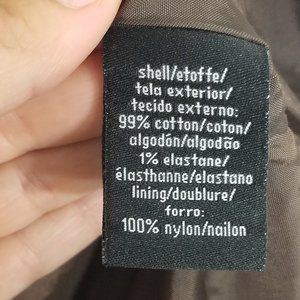 shell/etoffe/
tela exterior/
tecido externo:
99% cotton/coton/
algodón/algodão
1% elastane/
élasthanne/elastano
lining/doublure/
forro:
100% nylon/nailon